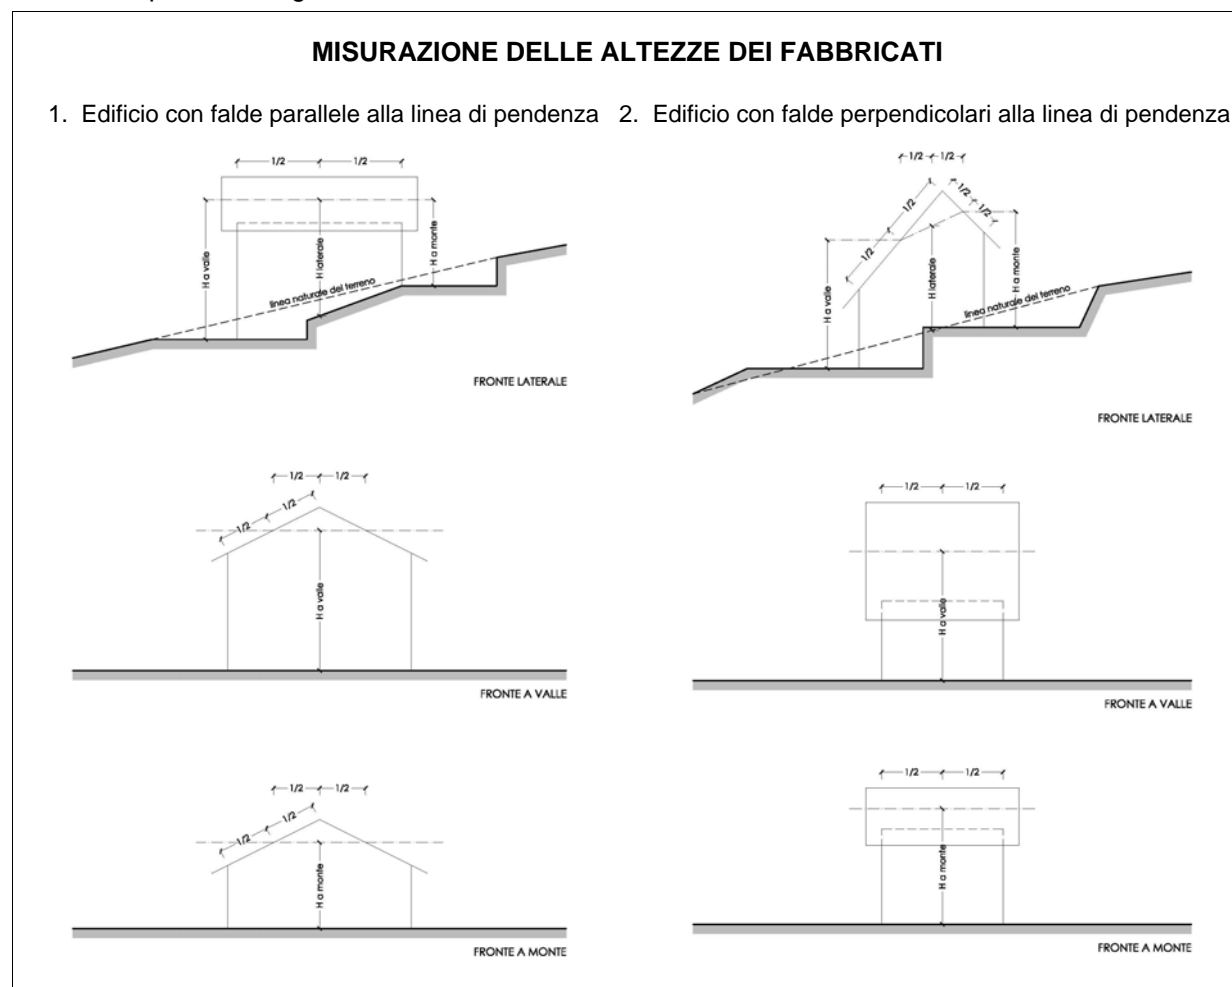 MISURAZIONE DELLE ALTEZZE DEI FABBRICATI
1. Edificio con falde parallele alla linea di pendenza
1/2 1/2
H a valle
H laterale
H a monte
linea naturale del terreno
FRONTE LATERALE
1/2 1/2
1/2 1/2
H a valle
FRONTE A VALLE
1/2 1/2
1/2 1/2
H a monte
FRONTE A MONTE
2. Edificio con falde perpendicolari alla linea di pendenza
1/2 1/2
1/2 1/2
1/2 1/2
H a valle
H laterale
H a monte
linea naturale del terreno
FRONTE LATERALE
1/2 1/2
H a valle
FRONTE A VALLE
1/2 1/2
H a monte
FRONTE A MONTE